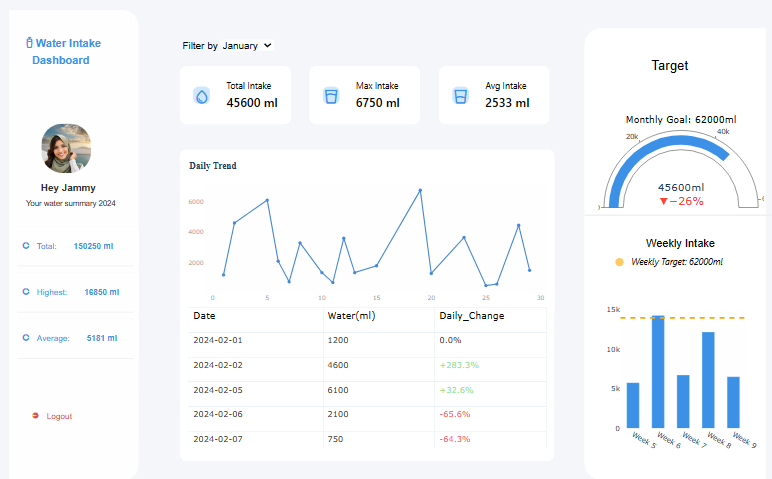 Water Intake
Dashboard
Hey Jammy
Your water summary 2024
Total: 150250 ml
Highest: 16850 ml
Average: 5181 ml
Logout
Filter by January
Total Intake
45600 ml
Max Intake
6750 ml
Avg Intake
2533 ml
Daily Trend
6000
4000
2000
0 5 10 15 20 25 30
Date Water(ml) Daily_Change
2024-02-01 1200 0.0%
2024-02-02 4600 +283.3%
2024-02-05 6100 +32.6%
2024-02-06 2100 -65.6%
2024-02-07 750 -64.3%
Target
Monthly Goal: 62000ml
20k 40k
45600ml
▼−26%
Weekly Intake
Weekly Target: 62000ml
15k
10k
5k
0
Week 5 Week 6 Week 7 Week 8 Week 9